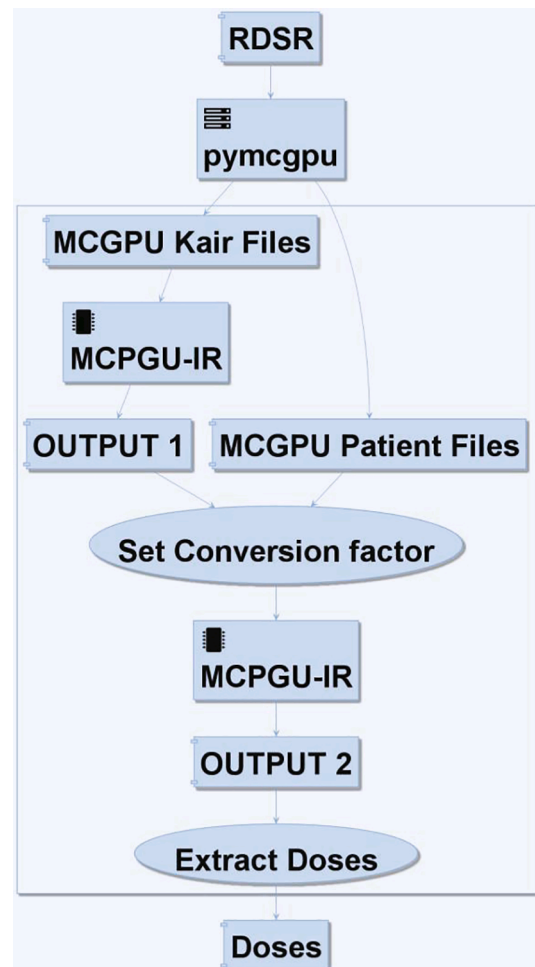 RDSR
pymcgpu
MCGPU Kair Files
MCPGU-IR
OUTPUT 1
MCGPU Patient Files
Set Conversion factor
MCPGU-IR
OUTPUT 2
Extract Doses
Doses